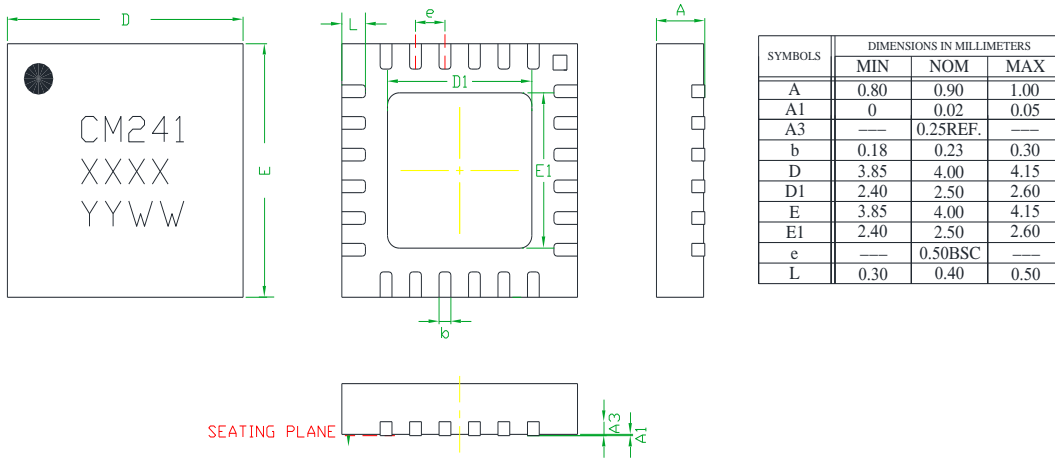 D
CM241
XXXX
YYWW
E
L
e
D1
E1
b
A
SEATING PLANE
A3
A1
SYMBOLS DIMENSIONS IN MILLIMETERS
MIN NOM MAX
A 0.80 0.90 1.00
A1 0 0.02 0.05
A3 --- 0.25REF. ---
b 0.18 0.23 0.30
D 3.85 4.00 4.15
D1 2.40 2.50 2.60
E 3.85 4.00 4.15
E1 2.40 2.50 2.60
e --- 0.50BSC ---
L 0.30 0.40 0.50